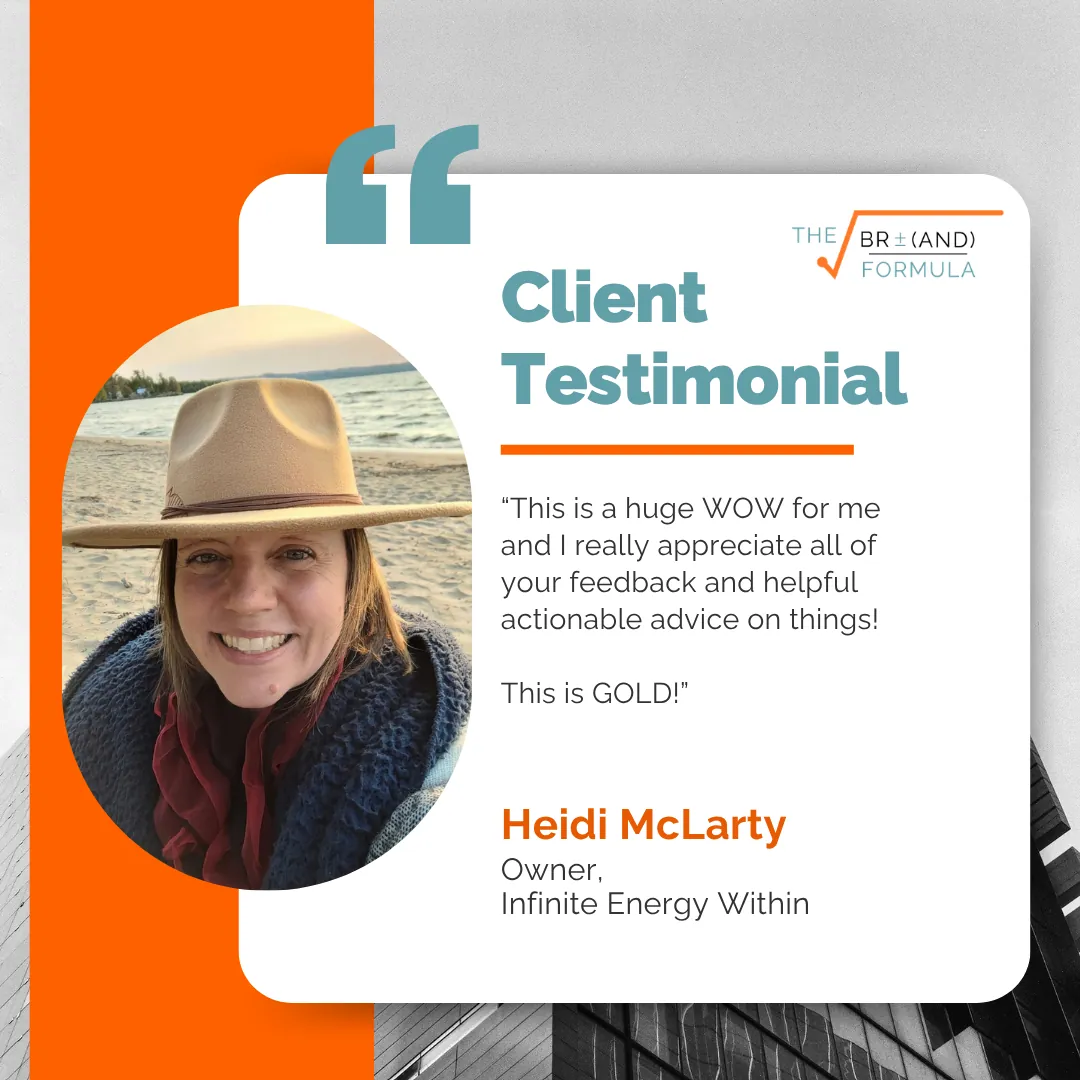 THE BR ± (AND)
FORMULA
Client
Testimonial
“This is a huge WOW for me
and I really appreciate all of
your feedback and helpful
actionable advice on things!
This is GOLD!”
Heidi McLarty
Owner,
Infinite Energy Within